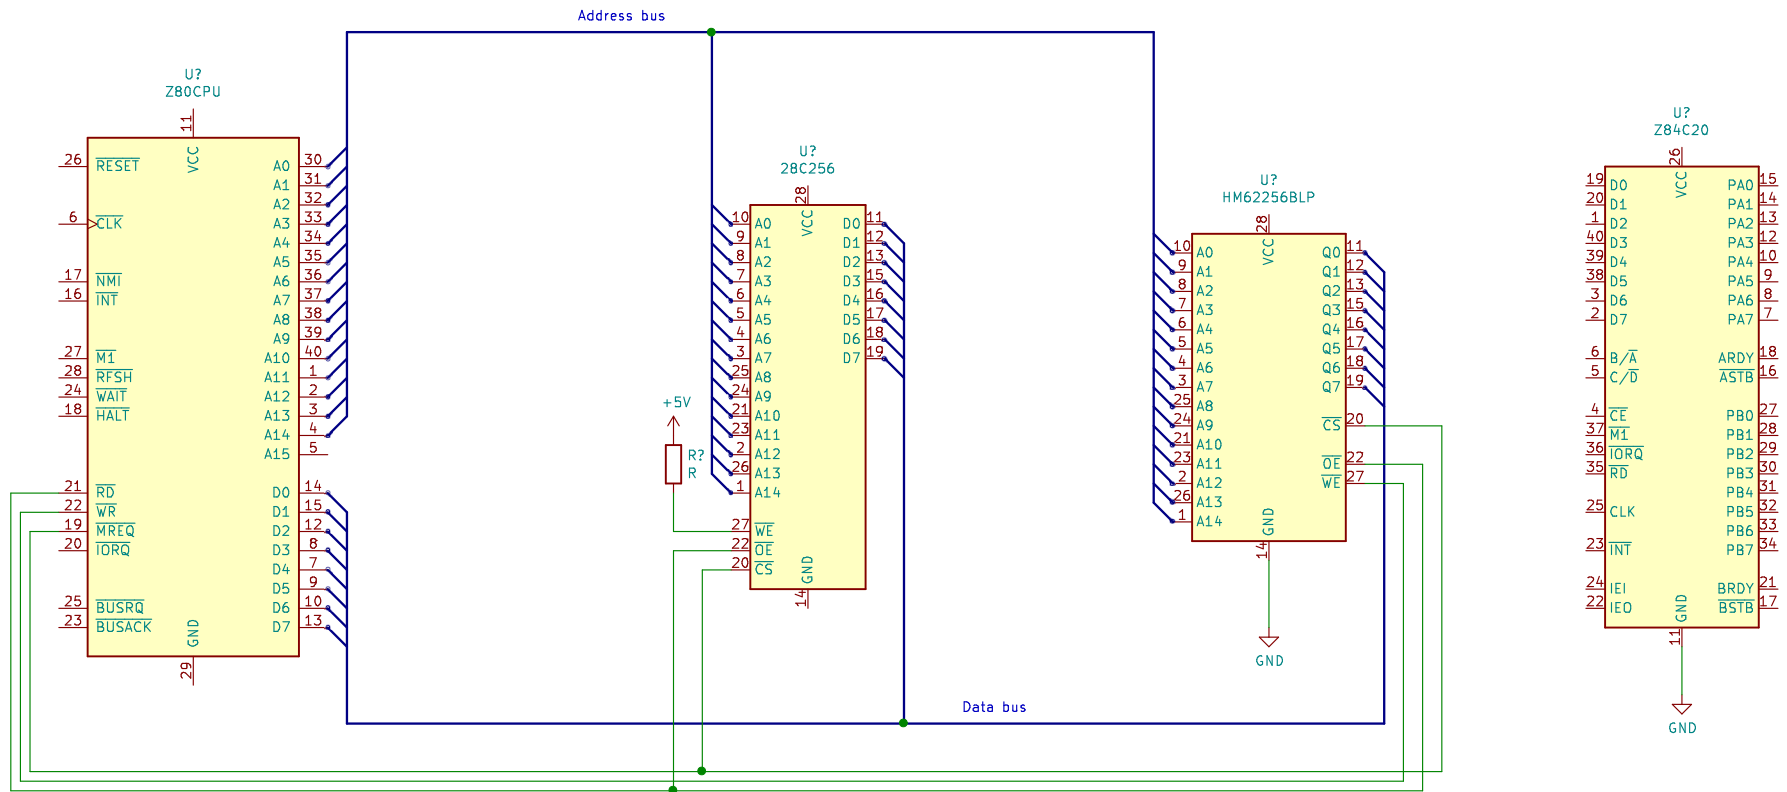 Address bus
U?
Z80CPU
11
VCC
26 RESET
6 CLK
17 NMI
16 INT
27 M1
28 RFSH
24 WAIT
18 HALT
21 RD
22 WR
19 MREQ
20 IORQ
25 BUSRQ
23 BUSACK
A0 30
A1 31
A2 32
A3 33
A4 34
A5 35
A6 36
A7 37
A8 38
A9 39
A10 40
A11 1
A12 2
A13 3
A14 4
A15 5
D0 14
D1 15
D2 12
D3 8
D4 7
D5 9
D6 10
D7 13
GND
29
+5V
R?
R
U?
28C256
28
VCC
10 A0
9 A1
8 A2
7 A3
6 A4
5 A5
4 A6
3 A7
25 A8
24 A9
21 A10
23 A11
2 A12
26 A13
1 A14
27 WE
22 OE
20 CS
D0 11
D1 12
D2 13
D3 15
D4 16
D5 17
D6 18
D7 19
GND
14
U?
HM62256BLP
28
VCC
10 A0
9 A1
8 A2
7 A3
6 A4
5 A5
4 A6
3 A7
25 A8
24 A9
21 A10
23 A11
2 A12
26 A13
1 A14
Q0 11
Q1 12
Q2 13
Q3 15
Q4 16
Q5 17
Q6 18
Q7 19
CS 20
OE 22
WE 27
GND
14
GND
Data bus
U?
Z84C20
26
VCC
19 D0
20 D1
1 D2
40 D3
39 D4
38 D5
3 D6
2 D7
6 B/A
5 C/D
4 CE
37 M1
36 IORQ
35 RD
25 CLK
23 INT
24 IEI
22 IEO
PA0 15
PA1 14
PA2 13
PA3 12
PA4 10
PA5 9
PA6 8
PA7 7
ARDY 18
ASTB 16
PB0 27
PB1 28
PB2 29
PB3 30
PB4 31
PB5 32
PB6 33
PB7 34
BRDY 21
BSTB 17
GND
11
GND